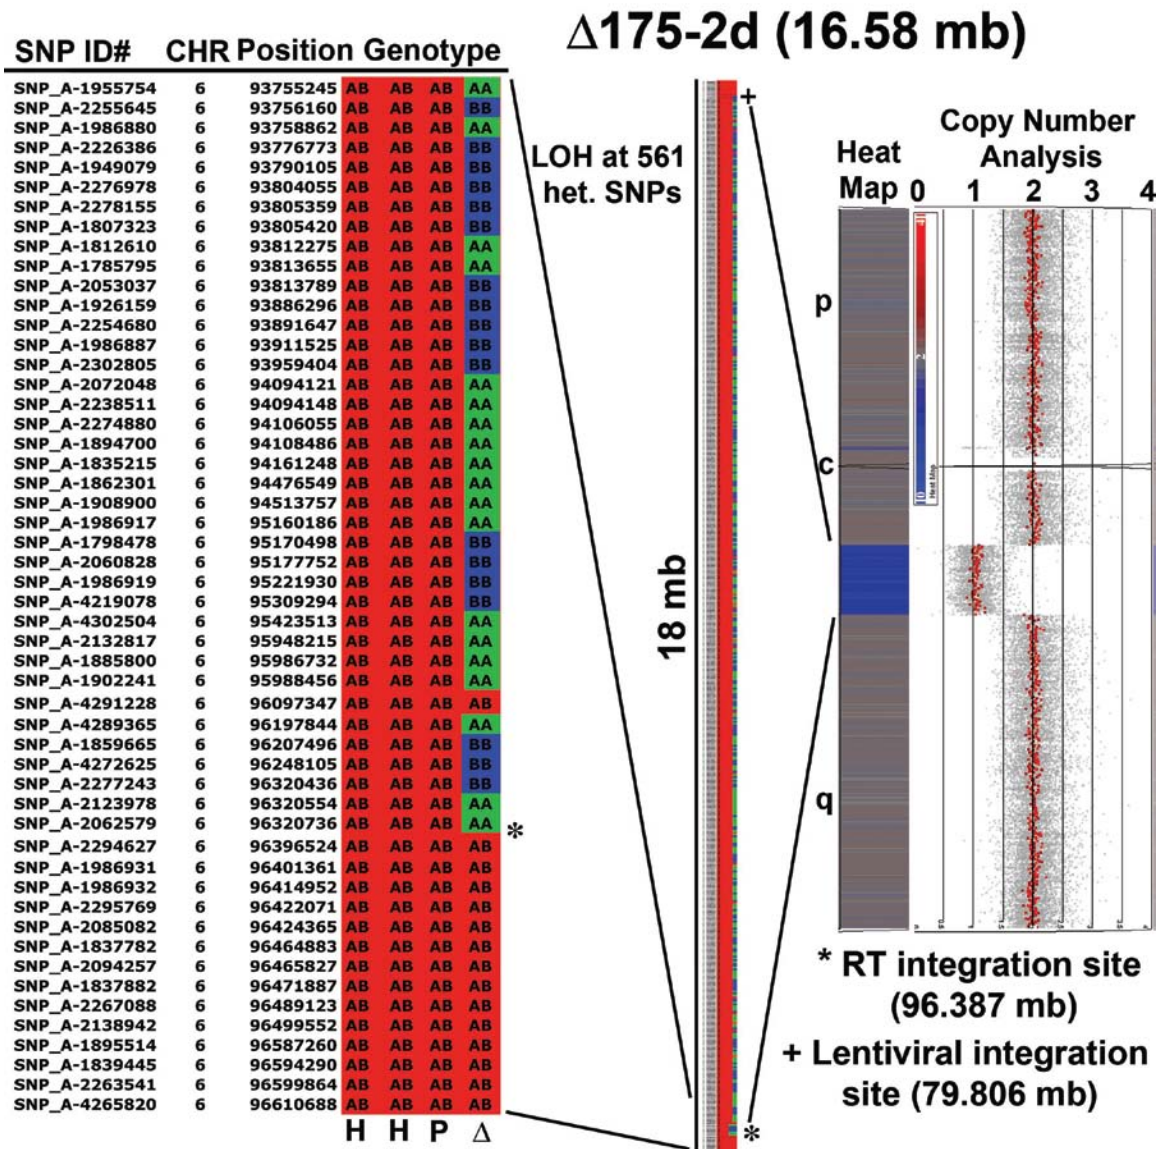 Δ175-2d (16.58 mb)
SNP ID# CHR Position Genotype
SNP_A-1955754 6 93755245 AB AB AB AA
SNP_A-2255645 6 93756160 AB AB AB BB
SNP_A-1986880 6 93758862 AB AB AB AA
SNP_A-2226386 6 93776773 AB AB AB BB
SNP_A-1949079 6 93790105 AB AB AB BB
SNP_A-2276978 6 93804055 AB AB AB BB
SNP_A-2278155 6 93805359 AB AB AB BB
SNP_A-1807323 6 93805420 AB AB AB BB
SNP_A-1812610 6 93812275 AB AB AB AA
SNP_A-1785795 6 93813655 AB AB AB AA
SNP_A-2053037 6 93813789 AB AB AB BB
SNP_A-1926159 6 93886296 AB AB AB BB
SNP_A-2254680 6 93891647 AB AB AB BB
SNP_A-1986887 6 93911525 AB AB AB BB
SNP_A-2302805 6 93959404 AB AB AB BB
SNP_A-2072048 6 94094121 AB AB AB AA
SNP_A-2238511 6 94094148 AB AB AB AA
SNP_A-2274880 6 94106055 AB AB AB AA
SNP_A-1894700 6 94108486 AB AB AB AA
SNP_A-1835215 6 94161248 AB AB AB AA
SNP_A-1862301 6 94476549 AB AB AB AA
SNP_A-1908900 6 94513757 AB AB AB AA
SNP_A-1986917 6 95160186 AB AB AB AA
SNP_A-1798478 6 95170498 AB AB AB BB
SNP_A-2060828 6 95177752 AB AB AB BB
SNP_A-1986919 6 95221930 AB AB AB BB
SNP_A-4219078 6 95309294 AB AB AB BB
SNP_A-4302504 6 95423513 AB AB AB AA
SNP_A-2132817 6 95948215 AB AB AB AA
SNP_A-1885800 6 95986732 AB AB AB AA
SNP_A-1902241 6 95988456 AB AB AB AA
SNP_A-4291228 6 96097347 AB AB AB AB
SNP_A-4289365 6 96197844 AB AB AB AA
SNP_A-1859665 6 96207496 AB AB AB BB
SNP_A-4272625 6 96248105 AB AB AB BB
SNP_A-2277243 6 96320436 AB AB AB BB
SNP_A-2123978 6 96320554 AB AB AB AA
SNP_A-2062579 6 96320736 AB AB AB AA *
SNP_A-2294627 6 96396524 AB AB AB AB
SNP_A-1986931 6 96401361 AB AB AB AB
SNP_A-1986932 6 96414952 AB AB AB AB
SNP_A-2295769 6 96422071 AB AB AB AB
SNP_A-2085082 6 96424365 AB AB AB AB
SNP_A-1837782 6 96464883 AB AB AB AB
SNP_A-2094257 6 96465827 AB AB AB AB
SNP_A-1837882 6 96471887 AB AB AB AB
SNP_A-2267088 6 96489123 AB AB AB AB
SNP_A-2138942 6 96499552 AB AB AB AB
SNP_A-1895514 6 96587260 AB AB AB AB
SNP_A-1839445 6 96594290 AB AB AB AB
SNP_A-2263541 6 96599864 AB AB AB AB
SNP_A-4265820 6 96610688 AB AB AB AB
H H P Δ
LOH at 561
het. SNPs
18 mb
+
*
Heat
Map
Copy Number
Analysis
0 1 2 3 4
p
c
q
2
Heat Map
* RT integration site
(96.387 mb)
+ Lentiviral integration
site (79.806 mb)